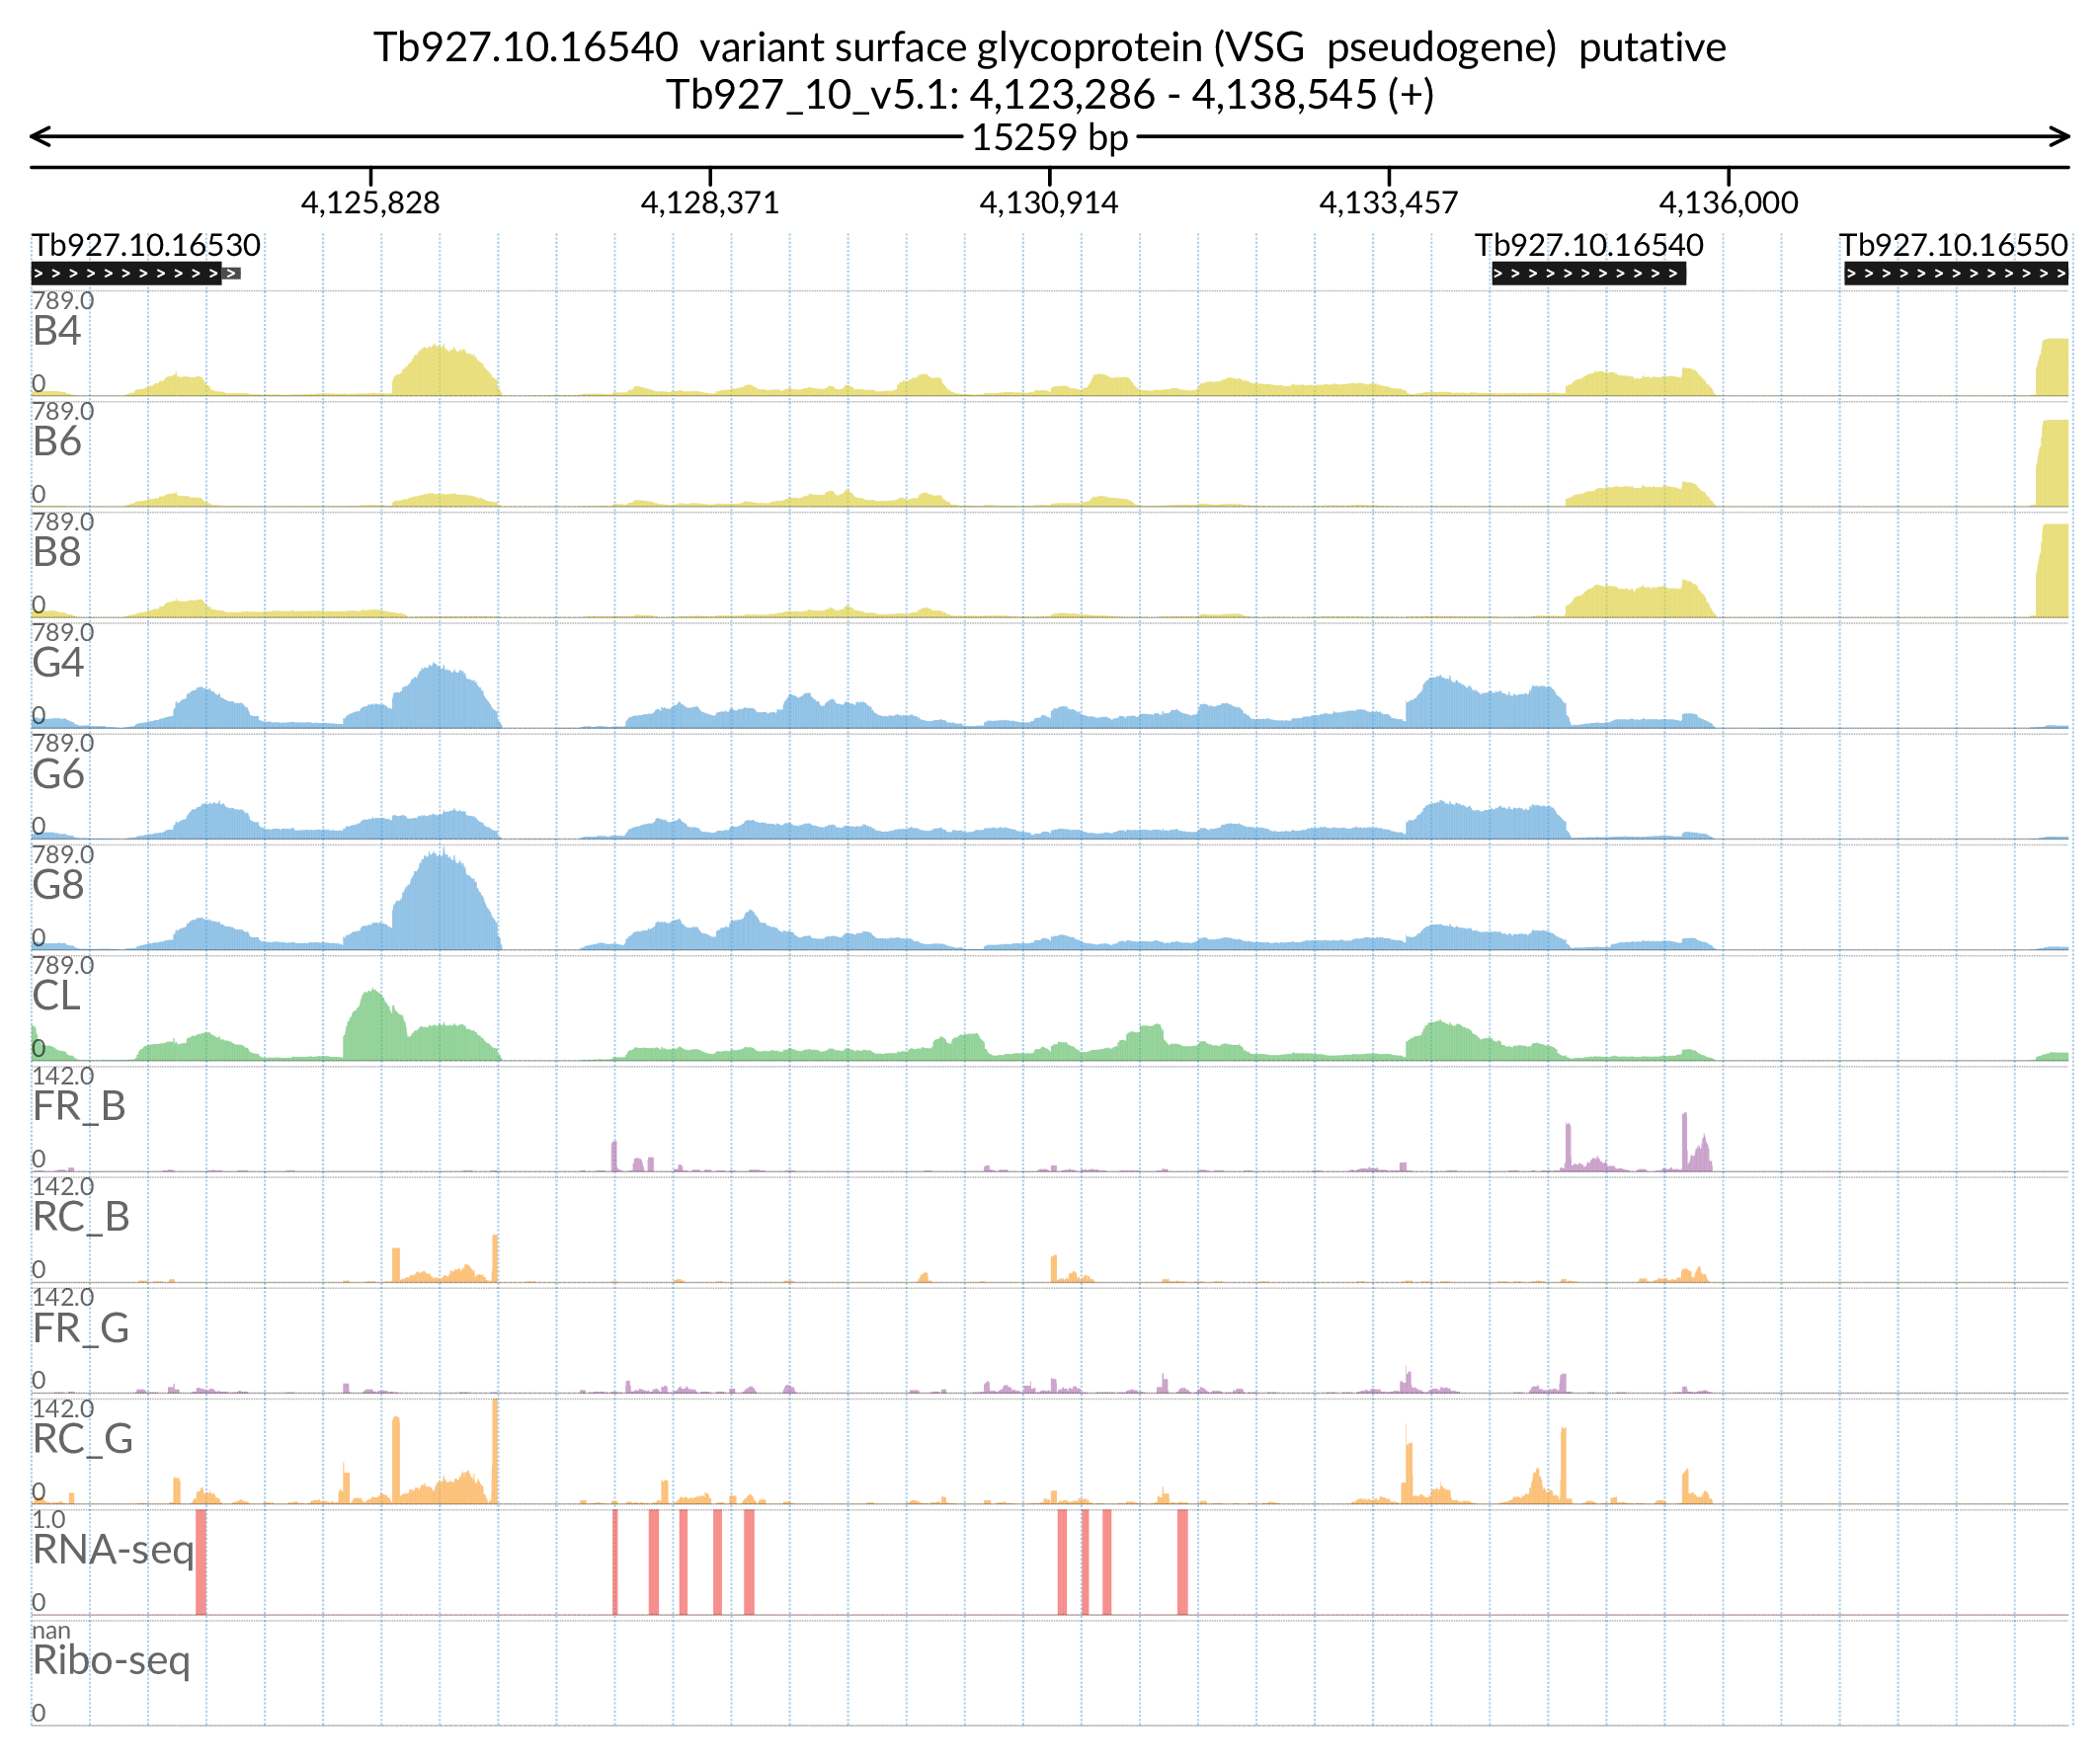 Tb927.10.16540  variant surface glycoprotein (VSG  pseudogene)  putative
Tb927_10_v5.1: 4,123,286 - 4,138,545 (+)
15259 bp
4,125,828 4,128,371 4,130,914 4,133,457 4,136,000
Tb927.10.16530 Tb927.10.16540 Tb927.10.16550
789.0
B4
0
789.0
B6
0
789.0
B8
0
789.0
G4
0
789.0
G6
0
789.0
G8
0
789.0
CL
0
142.0
FR_B
0
142.0
RC_B
0
142.0
FR_G
0
142.0
RC_G
0
1.0
RNA-seq
0
nan
Ribo-seq
0